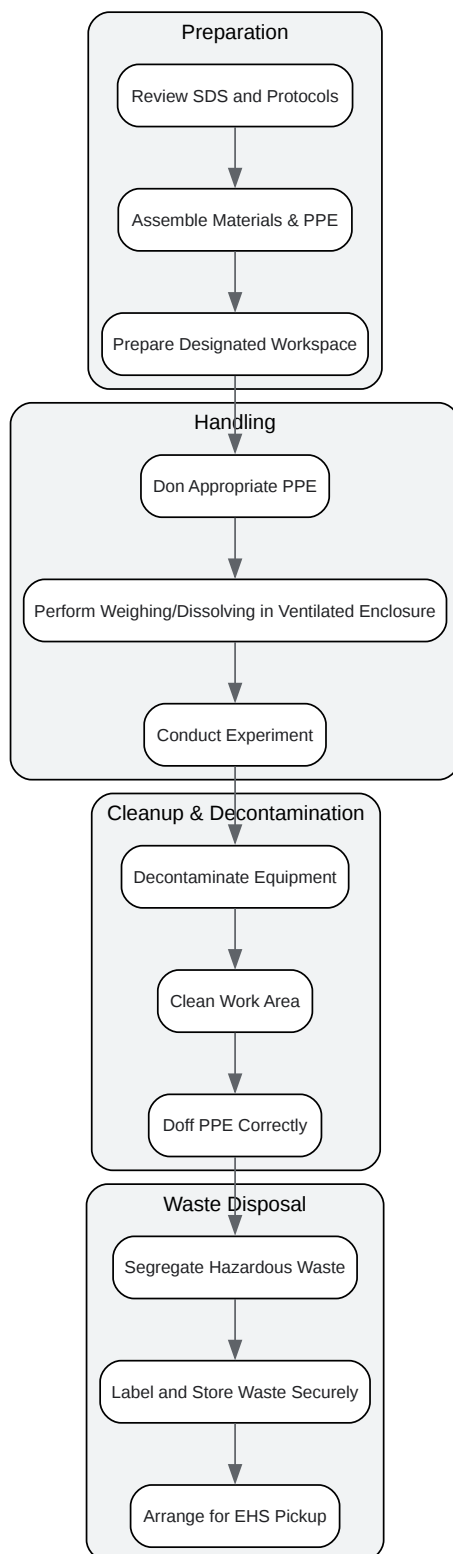 Preparation
Review SDS and Protocols
Assemble Materials & PPE
Prepare Designated Workspace
Handling
Don Appropriate PPE
Perform Weighing/Dissolving in Ventilated Enclosure
Conduct Experiment
Cleanup & Decontamination
Decontaminate Equipment
Clean Work Area
Doff PPE Correctly
Waste Disposal
Segregate Hazardous Waste
Label and Store Waste Securely
Arrange for EHS Pickup